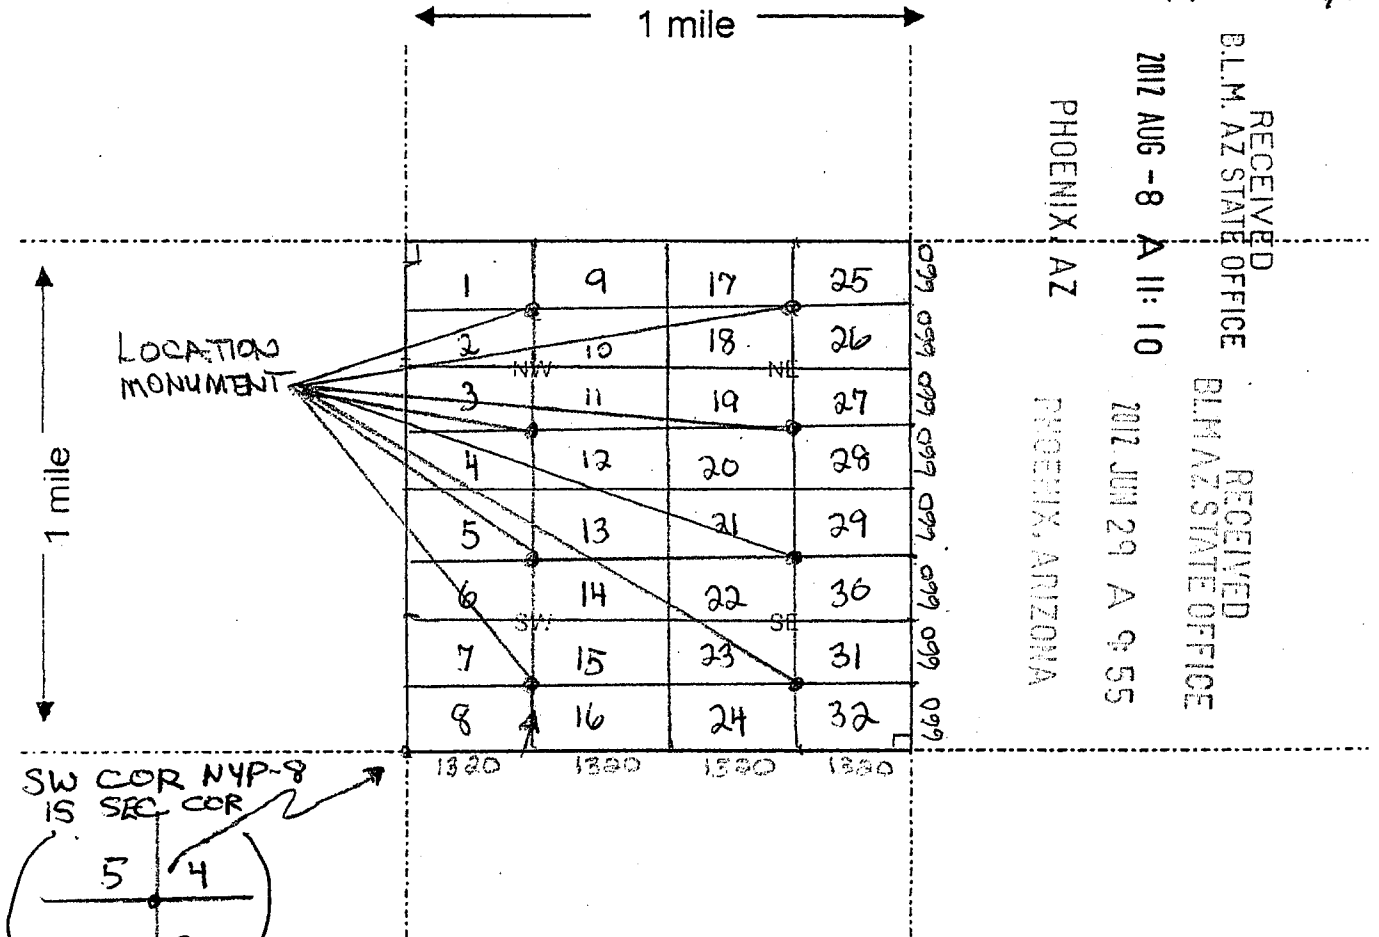 1 mile
RECEIVED
B.L.M. AZ STATE OFFICE
2012 AUG -8 A 11: 10
PHOENIX, AZ
RECEIVED
BLM AZ STATE OFFICE
2012 JUN 29 A 9:55
PHOENIX, ARIZONA
1 mile
LOCATION
MONUMENT
1 9 17 25 660
2 10 18 26 660
NW NE
3 11 19 27 660
4 12 20 28 660
5 13 21 29 660
6 14 22 30 660
SW SE
7 15 23 31 660
8 16 24 32 660
1320 1320 1320 1320
SW COR NYP-8
IS SEC COR
5 4